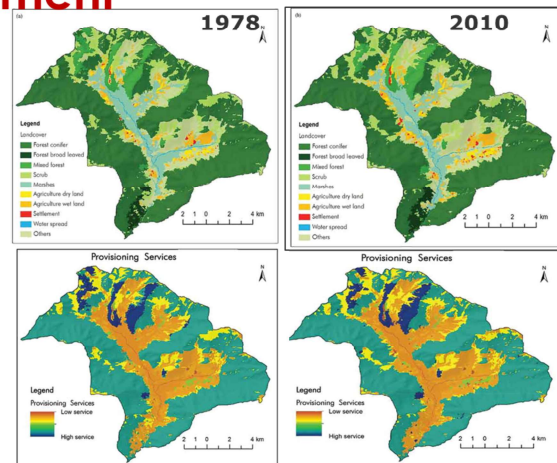 (a)
1978
N
Legend
Landcover
Forest conifer
Forest broad leaved
Mixed forest
Scrub
Marshes
Agriculture dry land
Agriculture wet land
Settlement
Water spread
Others
2 0 2 4 km
(b)
2010
N
Legend
Landcover
Forest conifer
Forest broad leaved
Mixed forest
Scrub
Marshes
Agriculture dry land
Agriculture wet land
Settlement
Water spread
Others
2 0 2 4 km
Provisioning Services
N
Legend
Provisioning Services
Low service
High service
2 0 2 4 km
Provisioning Services
N
Legend
Provisioning Services
Low service
High service
2 0 2 4 km